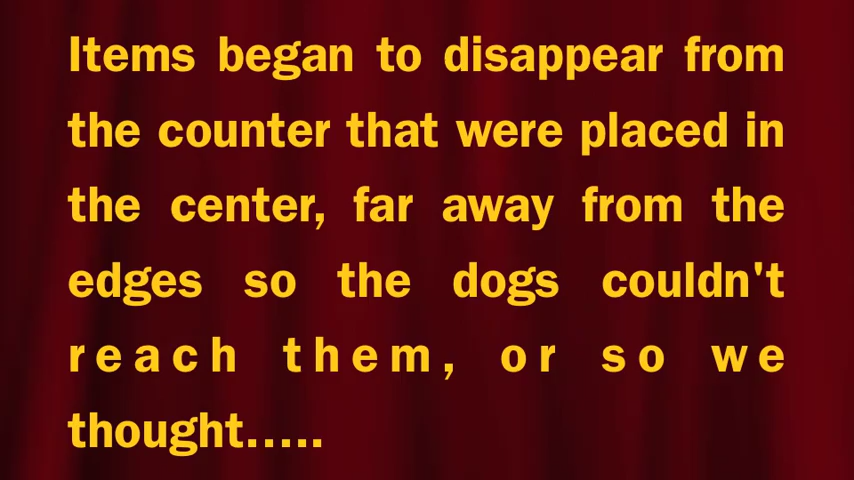 Items began to disappear from
the counter that were placed in
the center, far away from the
edges so the dogs couldn't
reach them, or so we
thought.....